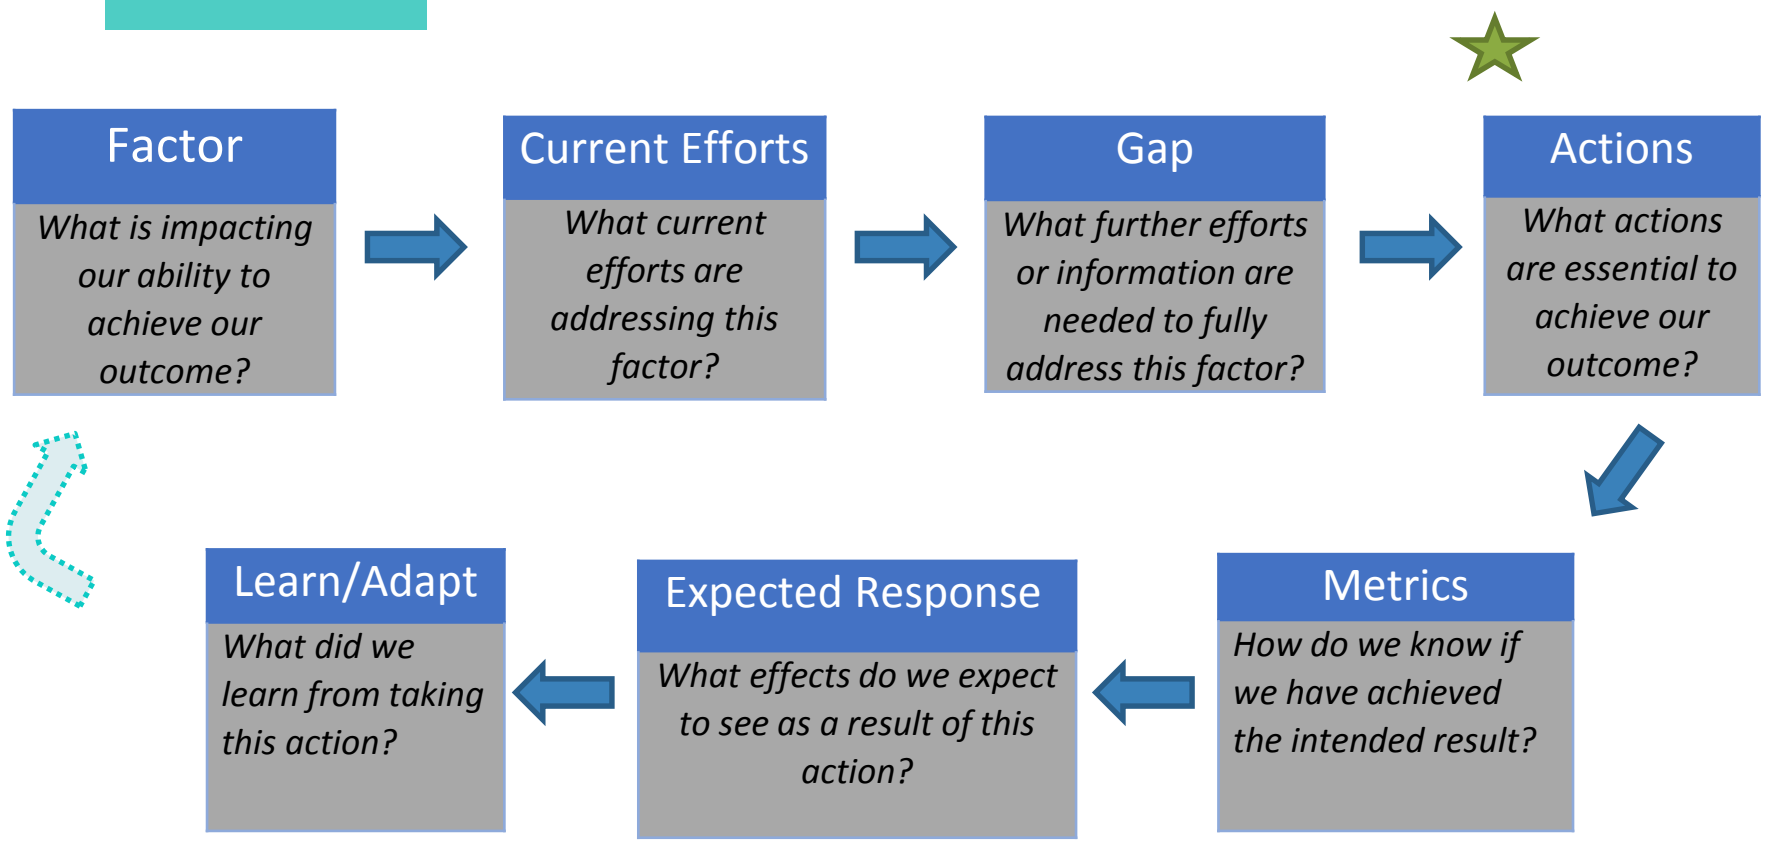 Factor
What is impacting
our ability to
achieve our
outcome?
Current Efforts
What current
efforts are
addressing this
factor?
Gap
What further efforts
or information are
needed to fully
address this factor?
Actions
What actions
are essential to
achieve our
outcome?
Metrics
How do we know if
we have achieved
the intended result?
Expected Response
What effects do we expect
to see as a result of this
action?
Learn/Adapt
What did we
learn from taking
this action?